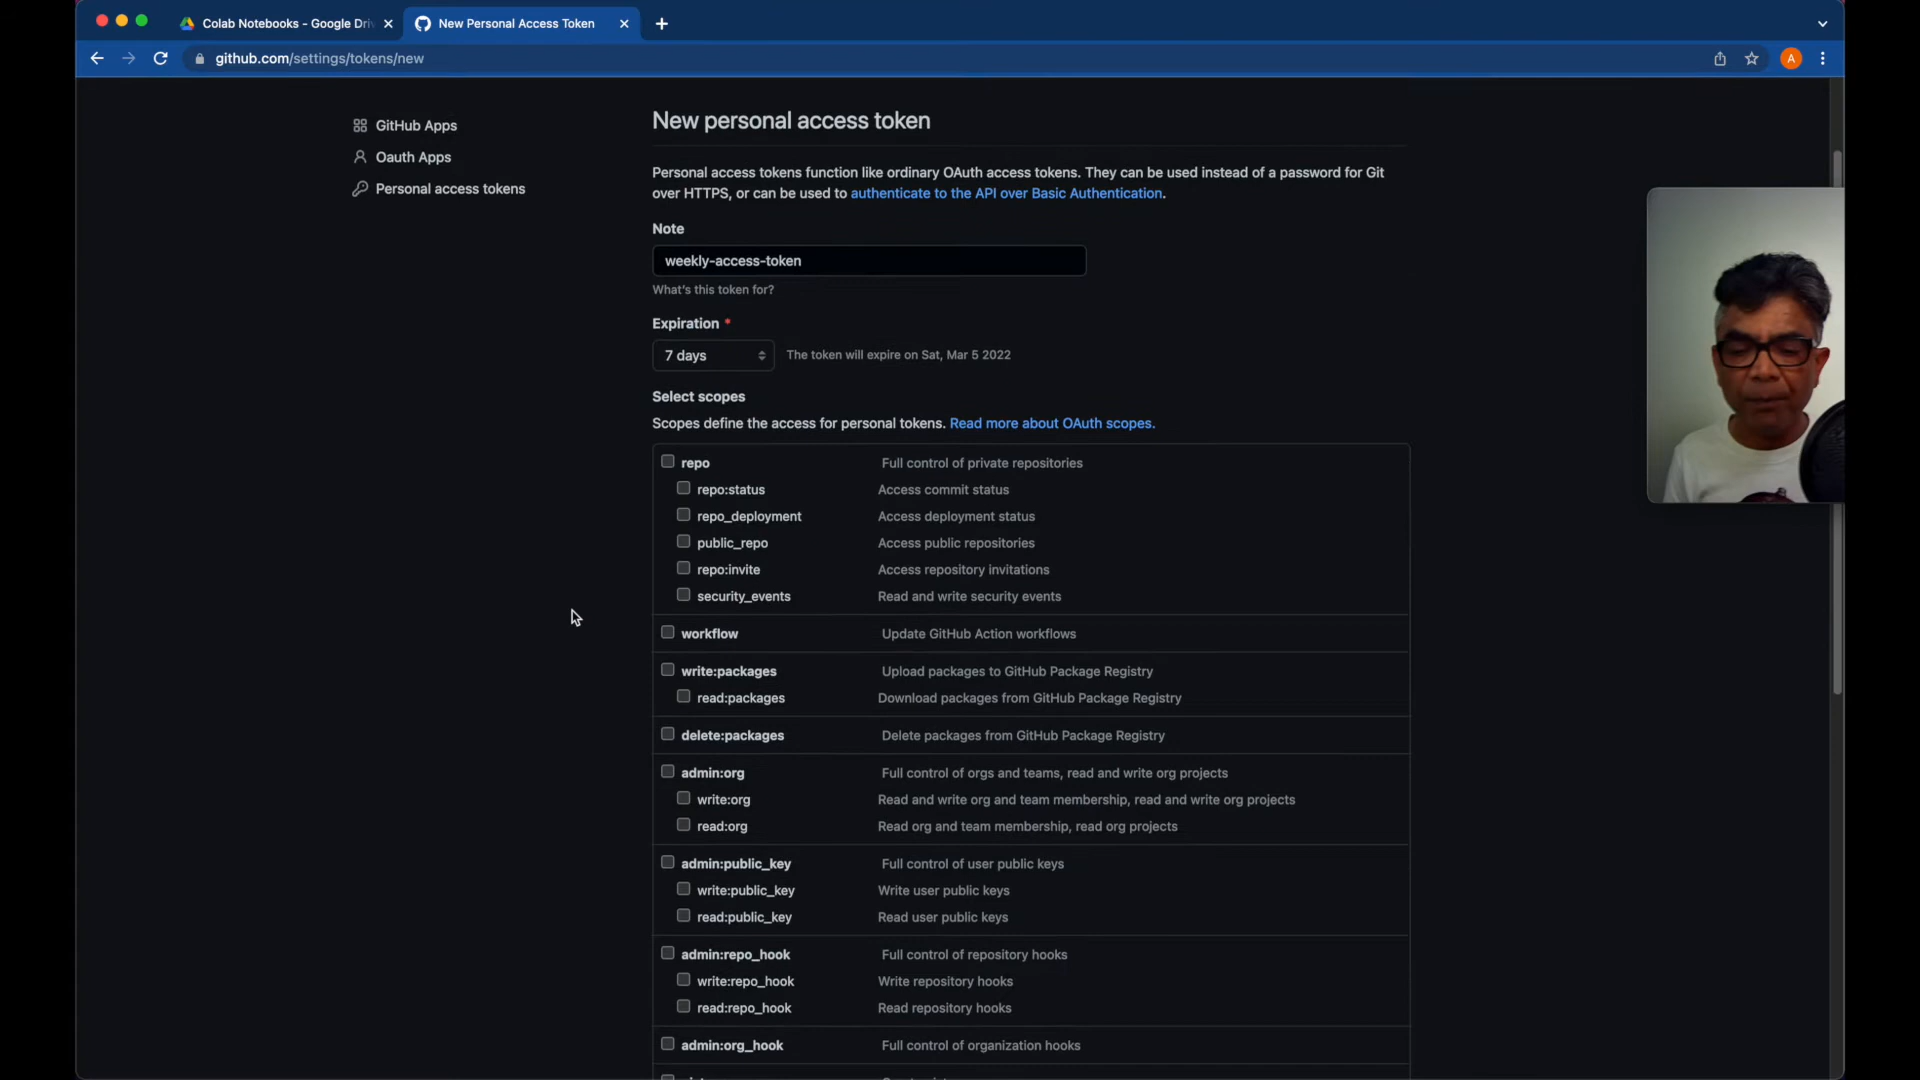 Colab Notebooks - Google Dri
New Personal Access Token
github.com/settings/tokens/new
A
GitHub Apps
Oauth Apps
Personal access tokens
New personal access token
Personal access tokens function like ordinary OAuth access tokens. They can be used instead of a password for Git
over HTTPS, or can be used to authenticate to the API over Basic Authentication.
Note
weekly-access-token
What's this token for?
Expiration *
7 days The token will expire on Sat, Mar 5 2022
Select scopes
Scopes define the access for personal tokens. Read more about OAuth scopes.
repo Full control of private repositories
repo:status Access commit status
repo_deployment Access deployment status
public_repo Access public repositories
repo:invite Access repository invitations
security_events Read and write security events
workflow Update GitHub Action workflows
write:packages Upload packages to GitHub Package Registry
read:packages Download packages from GitHub Package Registry
delete:packages Delete packages from GitHub Package Registry
admin:org Full control of orgs and teams, read and write org projects
write:org Read and write org and team membership, read and write org projects
read:org Read org and team membership, read org projects
admin:public_key Full control of user public keys
write:public_key Write user public keys
read:public_key Read user public keys
admin:repo_hook Full control of repository hooks
write:repo_hook Write repository hooks
read:repo_hook Read repository hooks
admin:org_hook Full control of organization hooks